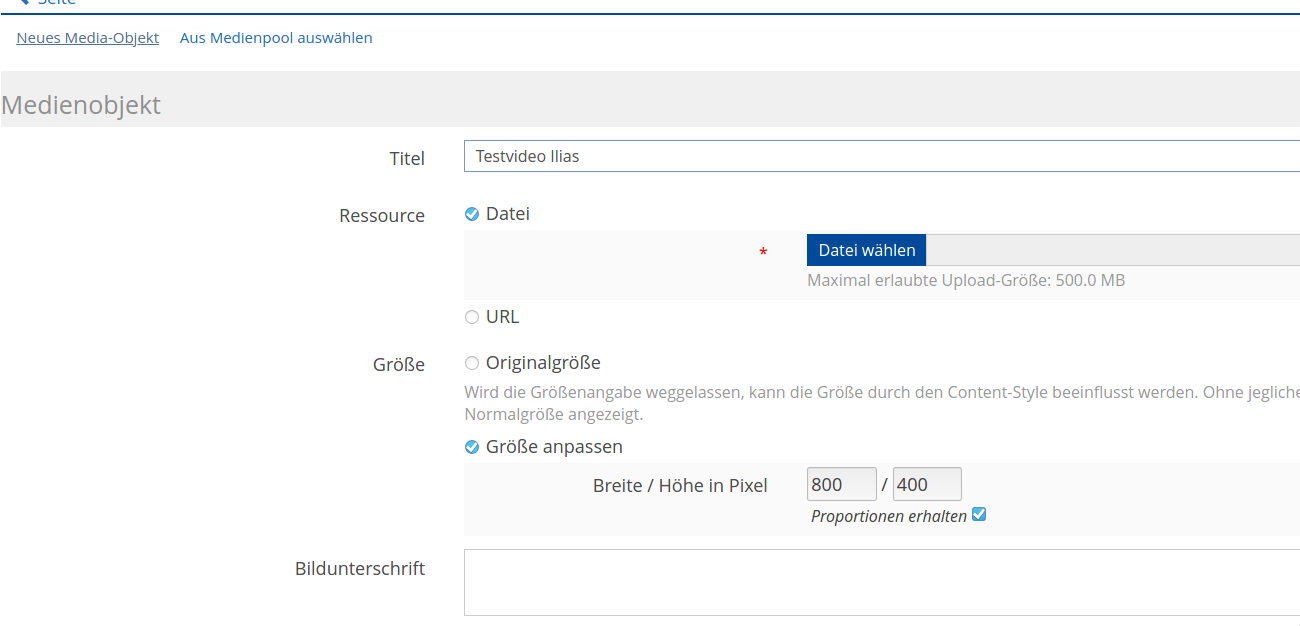 Seite
Neues Media-Objekt Aus Medienpool auswählen
Medienobjekt
Titel Testvideo Ilias
Ressource Datei
* Datei wählen
Maximal erlaubte Upload-Größe: 500.0 MB
URL
Größe Originalgröße
Wird die Größenangabe weggelassen, kann die Größe durch den Content-Style beeinflusst werden. Ohne jegliche
Normalgröße angezeigt.
Größe anpassen
Breite / Höhe in Pixel 800 / 400
Proportionen erhalten
Bildunterschrift